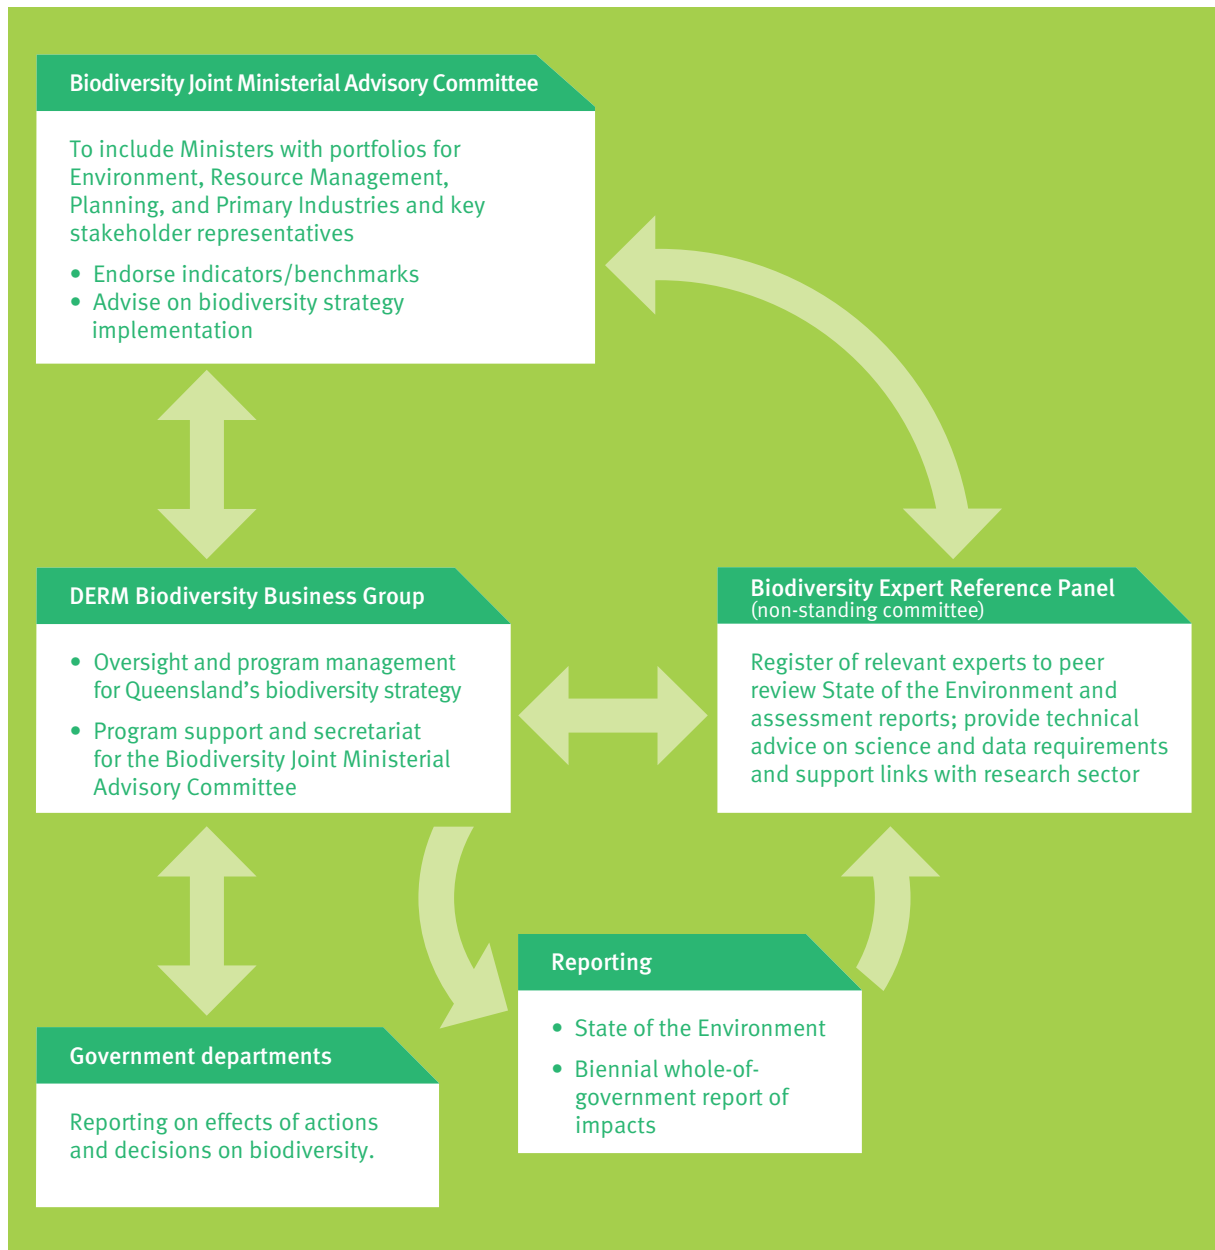 Biodiversity Joint Ministerial Advisory Committee
To include Ministers with portfolios for
Environment, Resource Management,
Planning, and Primary Industries and key
stakeholder representatives
• Endorse indicators/benchmarks
• Advise on biodiversity strategy
implementation
DERM Biodiversity Business Group
• Oversight and program management
for Queensland's biodiversity strategy
• Program support and secretariat
for the Biodiversity Joint Ministerial
Advisory Committee
Biodiversity Expert Reference Panel
(non-standing committee)
Register of relevant experts to peer
review State of the Environment and
assessment reports; provide technical
advice on science and data requirements
and support links with research sector
Reporting
• State of the Environment
• Biennial whole-of-
government report of
impacts
Government departments
Reporting on effects of actions
and decisions on biodiversity.